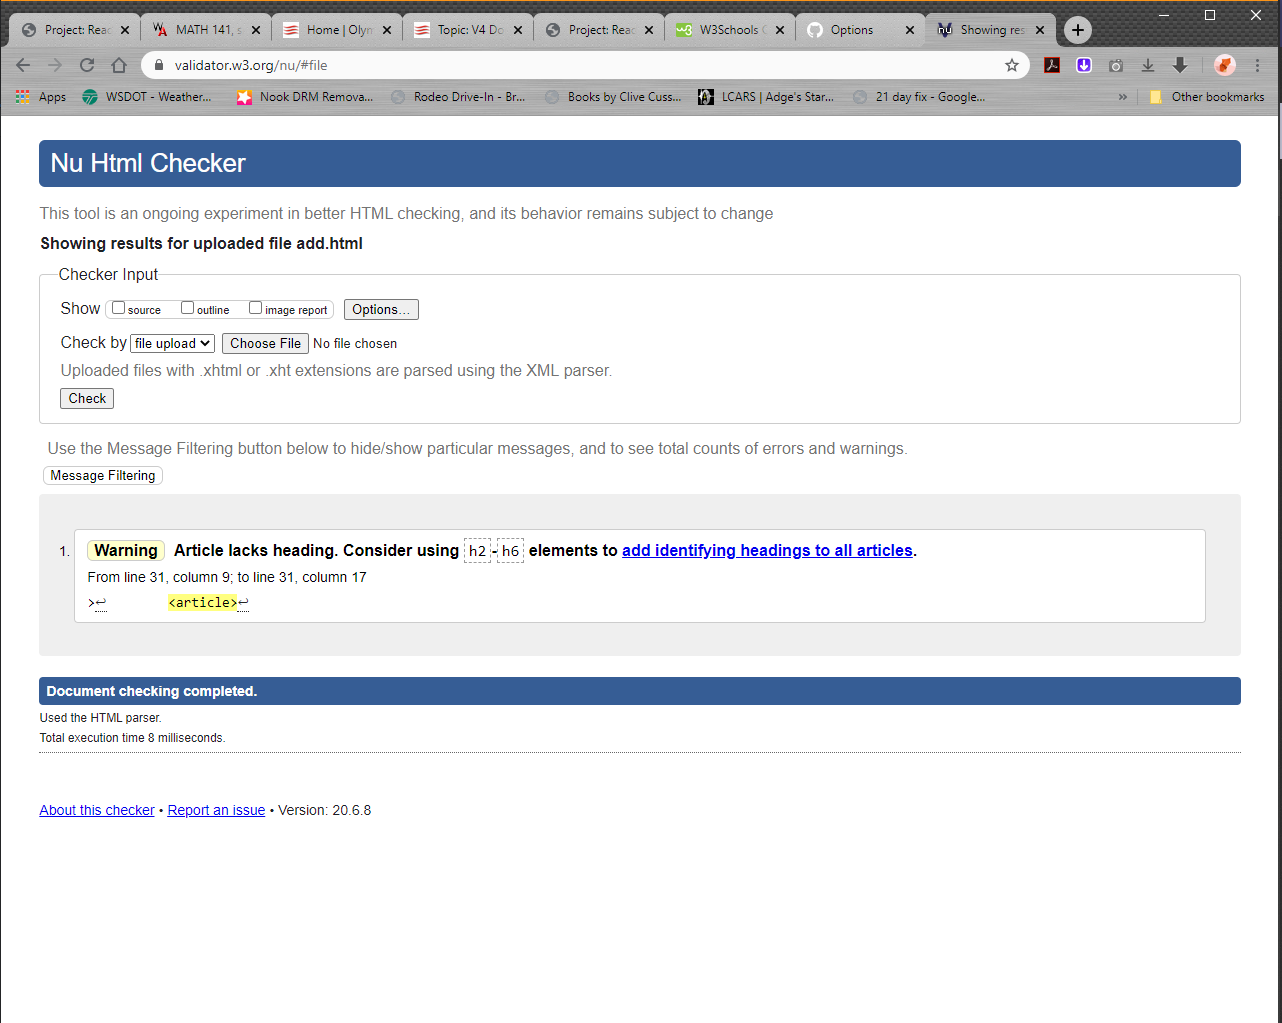 Project: Reac
MATH 141, s
Home | Olym
Topic: V4 Do
Project: Reac
W3Schools C
Options
Showing res
validator.w3.org/nu/#file
Apps
WSDOT - Weather...
Nook DRM Remova...
Rodeo Drive-In - Br...
Books by Clive Cuss...
LCARS | Adge's Star...
21 day fix - Google...
»
Other bookmarks
Nu Html Checker
This tool is an ongoing experiment in better HTML checking, and its behavior remains subject to change
Showing results for uploaded file add.html
Checker Input
Show source outline image report Options...
Check by file upload Choose File No file chosen
Uploaded files with .xhtml or .xht extensions are parsed using the XML parser.
Check
Use the Message Filtering button below to hide/show particular messages, and to see total counts of errors and warnings.
Message Filtering
1. Warning Article lacks heading. Consider using h2-h6 elements to add identifying headings to all articles.
From line 31, column 9; to line 31, column 17
>↩ <article>↩
Document checking completed.
Used the HTML parser.
Total execution time 8 milliseconds.
About this checker • Report an issue • Version: 20.6.8